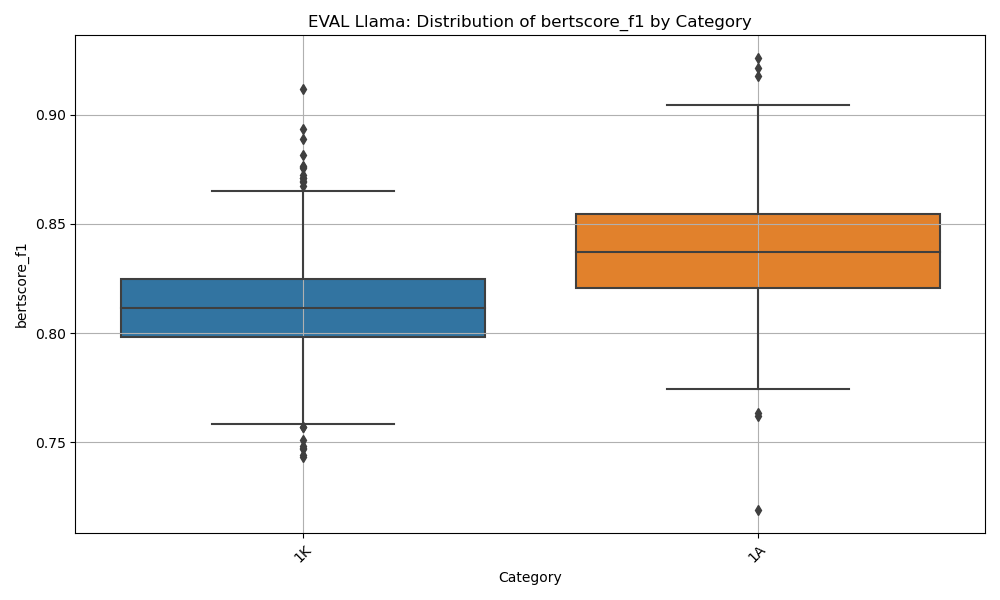 EVAL Llama: Distribution of bertscore_f1 by Category
bertscore_f1
0.90
0.85
0.80
0.75
1K
1A
Category